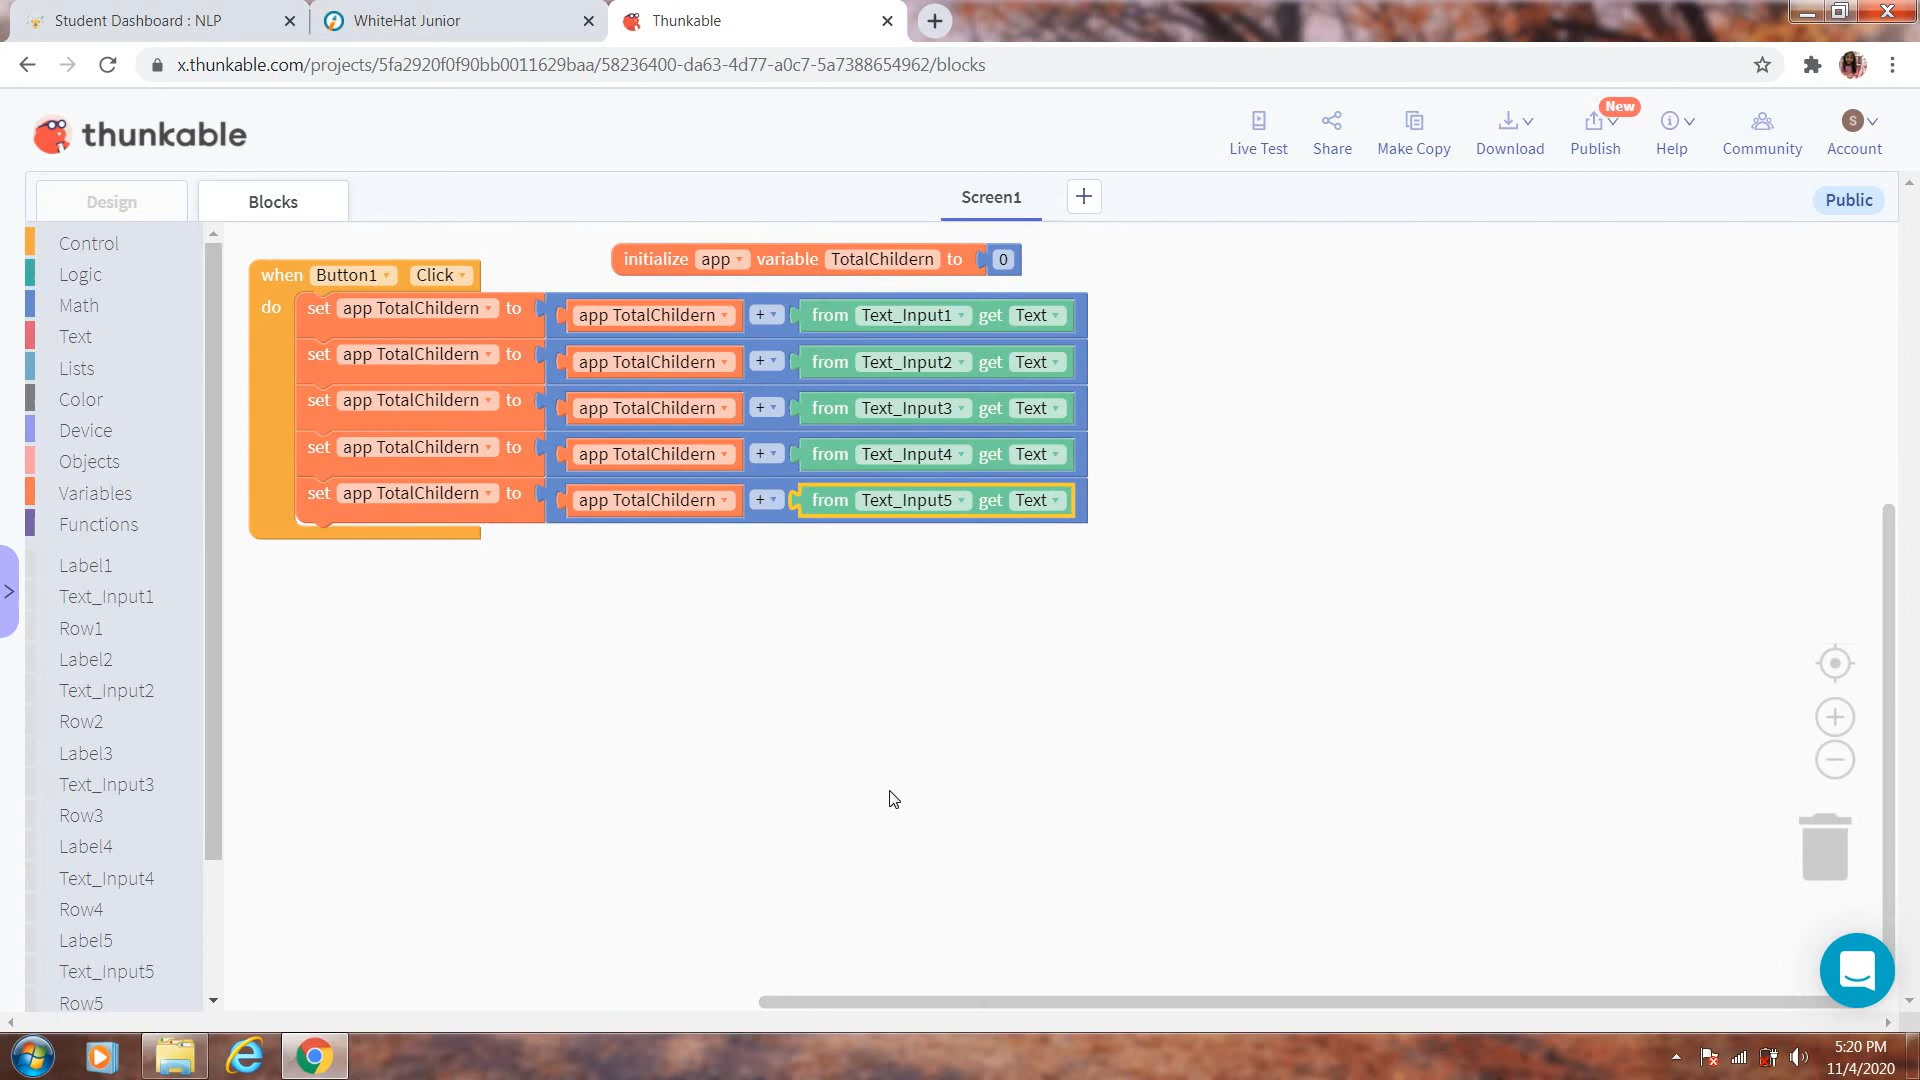 Student Dashboard : NLP
WhiteHat Junior
Thunkable
x.thunkable.com/projects/5fa2920f0f90bb0011629baa/58236400-da63-4d77-a0c7-5a7388654962/blocks
thunkable
Live Test
Share
Make Copy
Download
New
Publish
Help
Community
S
Account
Design
Blocks
Screen1
Public
Control
Logic
Math
Text
Lists
Color
Device
Objects
Variables
Functions
Label1
Text_Input1
Row1
Label2
Text_Input2
Row2
Label3
Text_Input3
Row3
Label4
Text_Input4
Row4
Label5
Text_Input5
Row5
initialize app variable TotalChildern to 0
when Button1 Click
do set app TotalChildern to app TotalChildern + from Text_Input1 get Text
set app TotalChildern to app TotalChildern + from Text_Input2 get Text
set app TotalChildern to app TotalChildern + from Text_Input3 get Text
set app TotalChildern to app TotalChildern + from Text_Input4 get Text
set app TotalChildern to app TotalChildern + from Text_Input5 get Text
5:20 PM
11/4/2020